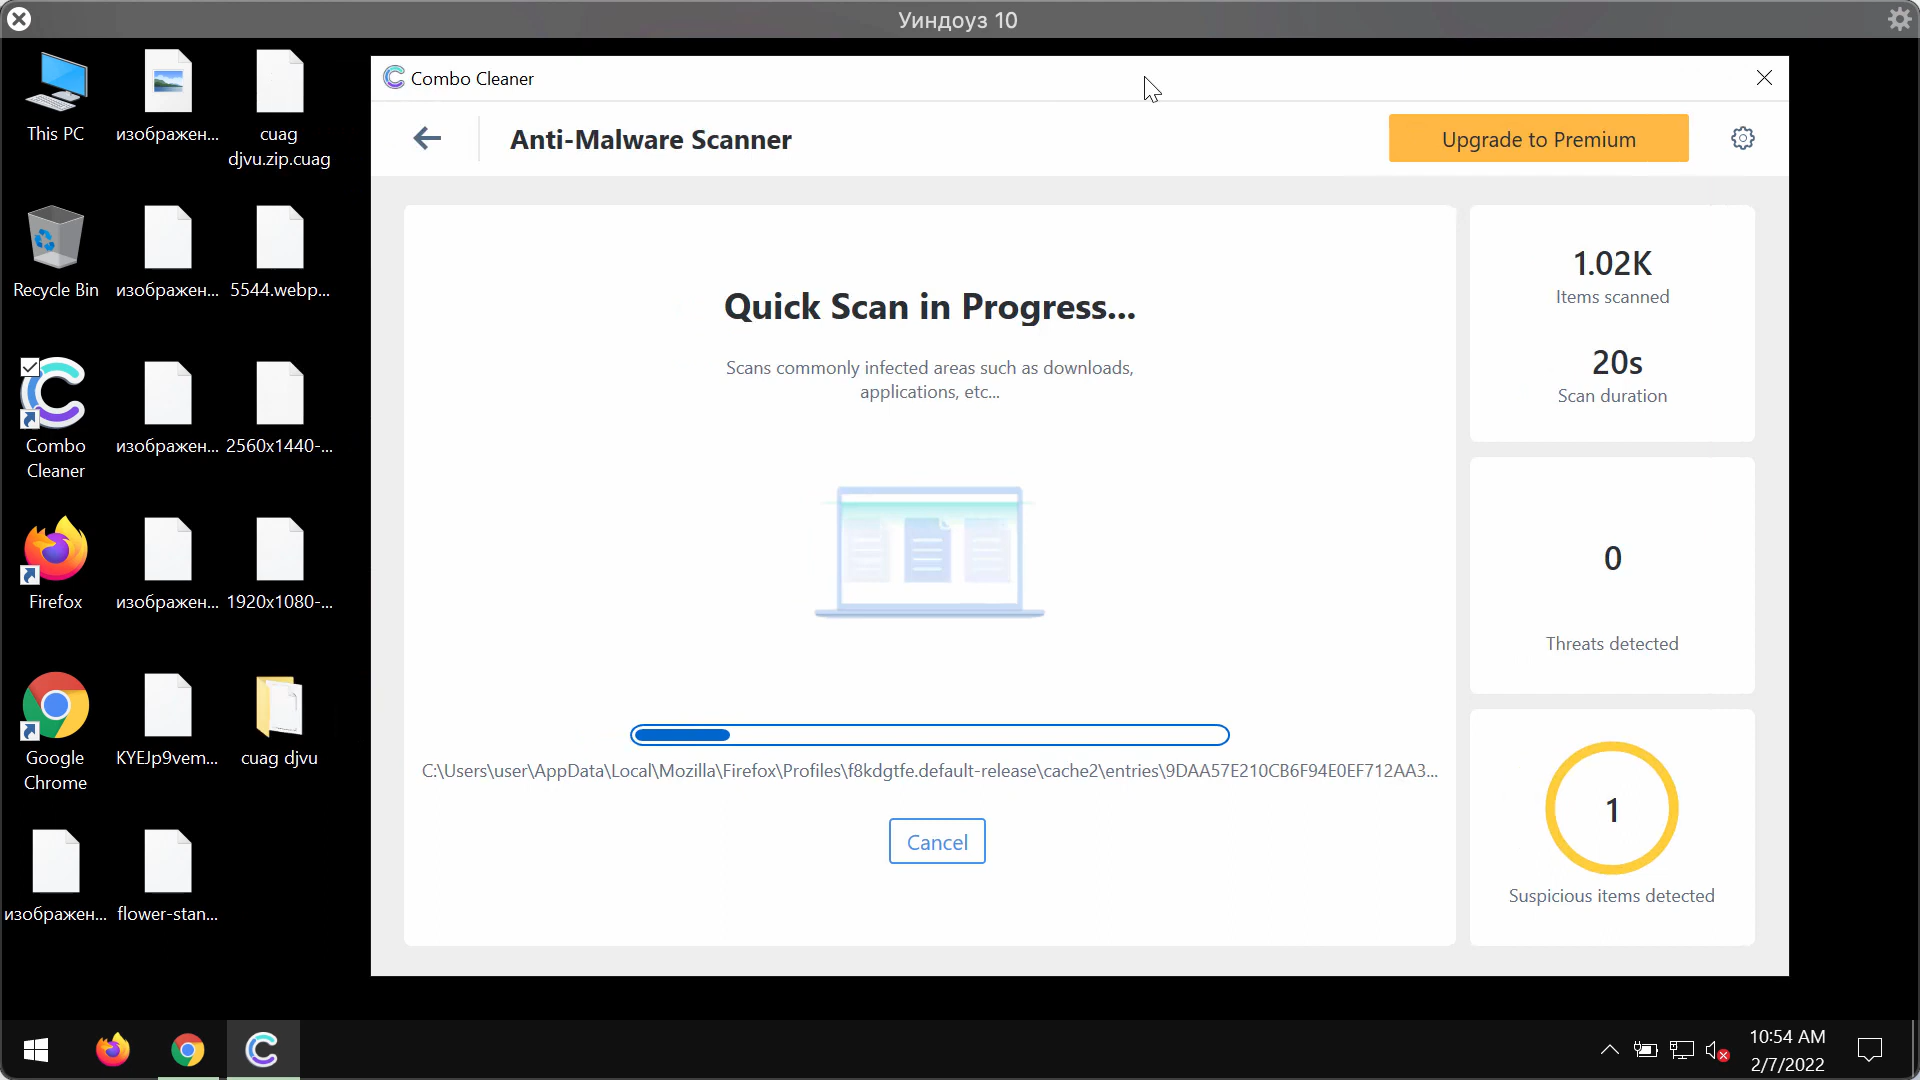 Уиндоуз 10
This PC
изображен...
cuag
djvu.zip.cuag
Recycle Bin
изображен...
5544.webp...
Combo
Cleaner
изображен...
2560x1440-...
Firefox
изображен...
1920x1080-...
Google
Chrome
KYEJp9vem...
cuag djvu
изображен...
flower-stan...
Combo Cleaner
Anti-Malware Scanner
Upgrade to Premium
Quick Scan in Progress...
Scans commonly infected areas such as downloads,
applications, etc...
C:\Users\user\AppData\Local\Mozilla\Firefox\Profiles\f8kdgtfe.default-release\cache2\entries\9DAA57E210CB6F94E0EF712AA3...
Cancel
1.02K
Items scanned
20s
Scan duration
0
Threats detected
1
Suspicious items detected
10:54 AM
2/7/2022